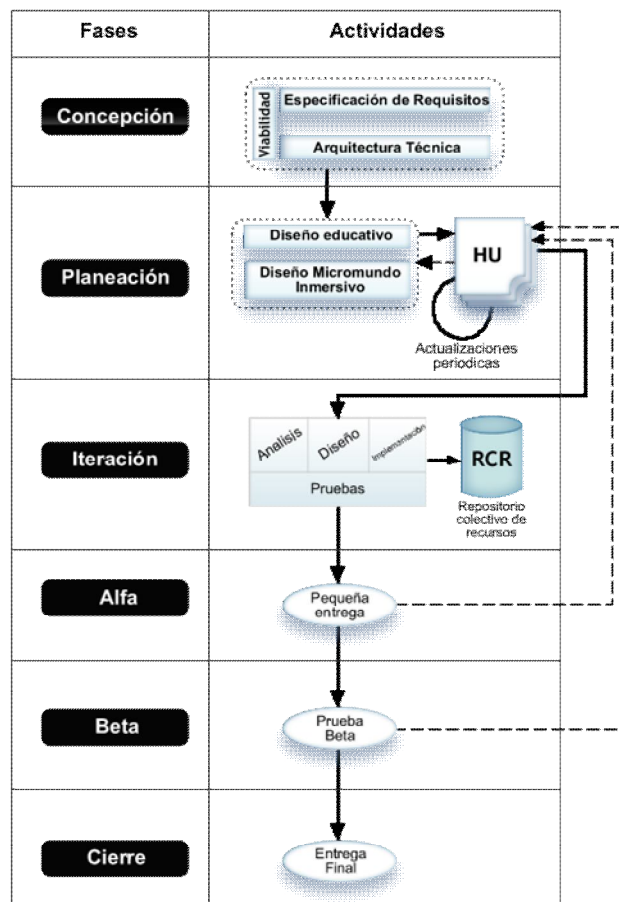 Fases
Actividades
Concepción
Viabilidad
Especificación de Requisitos
Arquitectura Técnica
Planeación
Diseño educativo
Diseño Micromundo
Inmersivo
HU
Actualizaciones
periodicas
Iteración
Analisis
Diseño
Implementación
Pruebas
RCR
Repositorio
colectivo de
recursos
Alfa
Pequeña
entrega
Beta
Prueba
Beta
Cierre
Entrega
Final